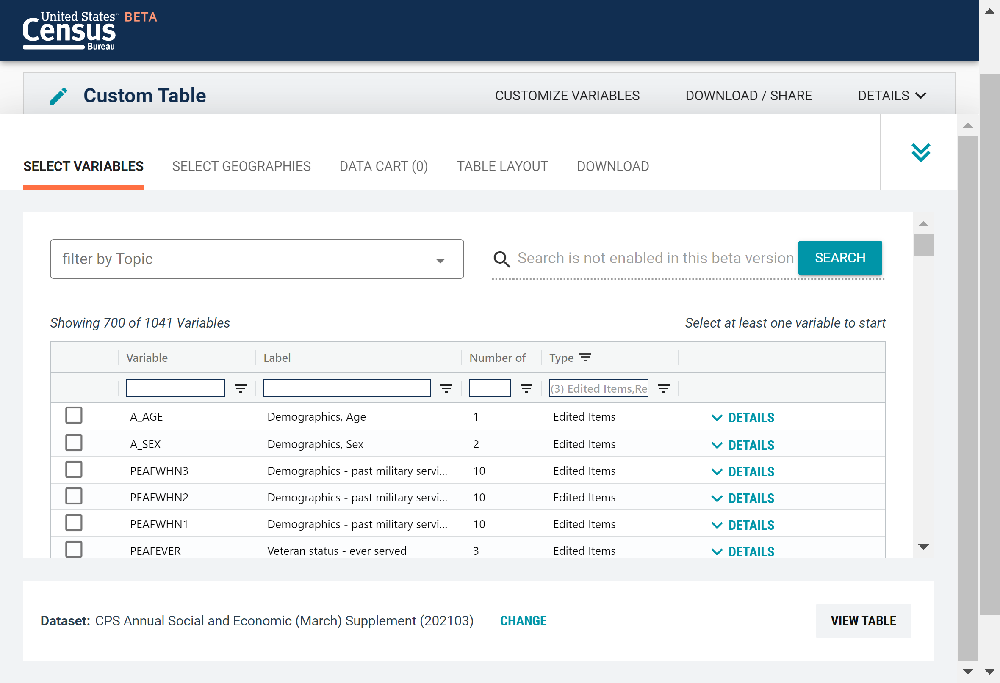 United States™ BETA
Census
Bureau
Custom Table CUSTOMIZE VARIABLES DOWNLOAD / SHARE DETAILS
SELECT VARIABLES SELECT GEOGRAPHIES DATA CART (0) TABLE LAYOUT DOWNLOAD
filter by Topic Search is not enabled in this beta version SEARCH
Showing 700 of 1041 Variables Select at least one variable to start
Variable Label Number of Type
(3) Edited Items,Re
A_AGE Demographics, Age 1 Edited Items DETAILS
A_SEX Demographics, Sex 2 Edited Items DETAILS
PEAFWHN3 Demographics - past military servi... 10 Edited Items DETAILS
PEAFWHN2 Demographics - past military servi... 10 Edited Items DETAILS
PEAFWHN1 Demographics - past military servi... 10 Edited Items DETAILS
PEAFEVER Veteran status - ever served 3 Edited Items DETAILS
Dataset: CPS Annual Social and Economic (March) Supplement (202103) CHANGE VIEW TABLE